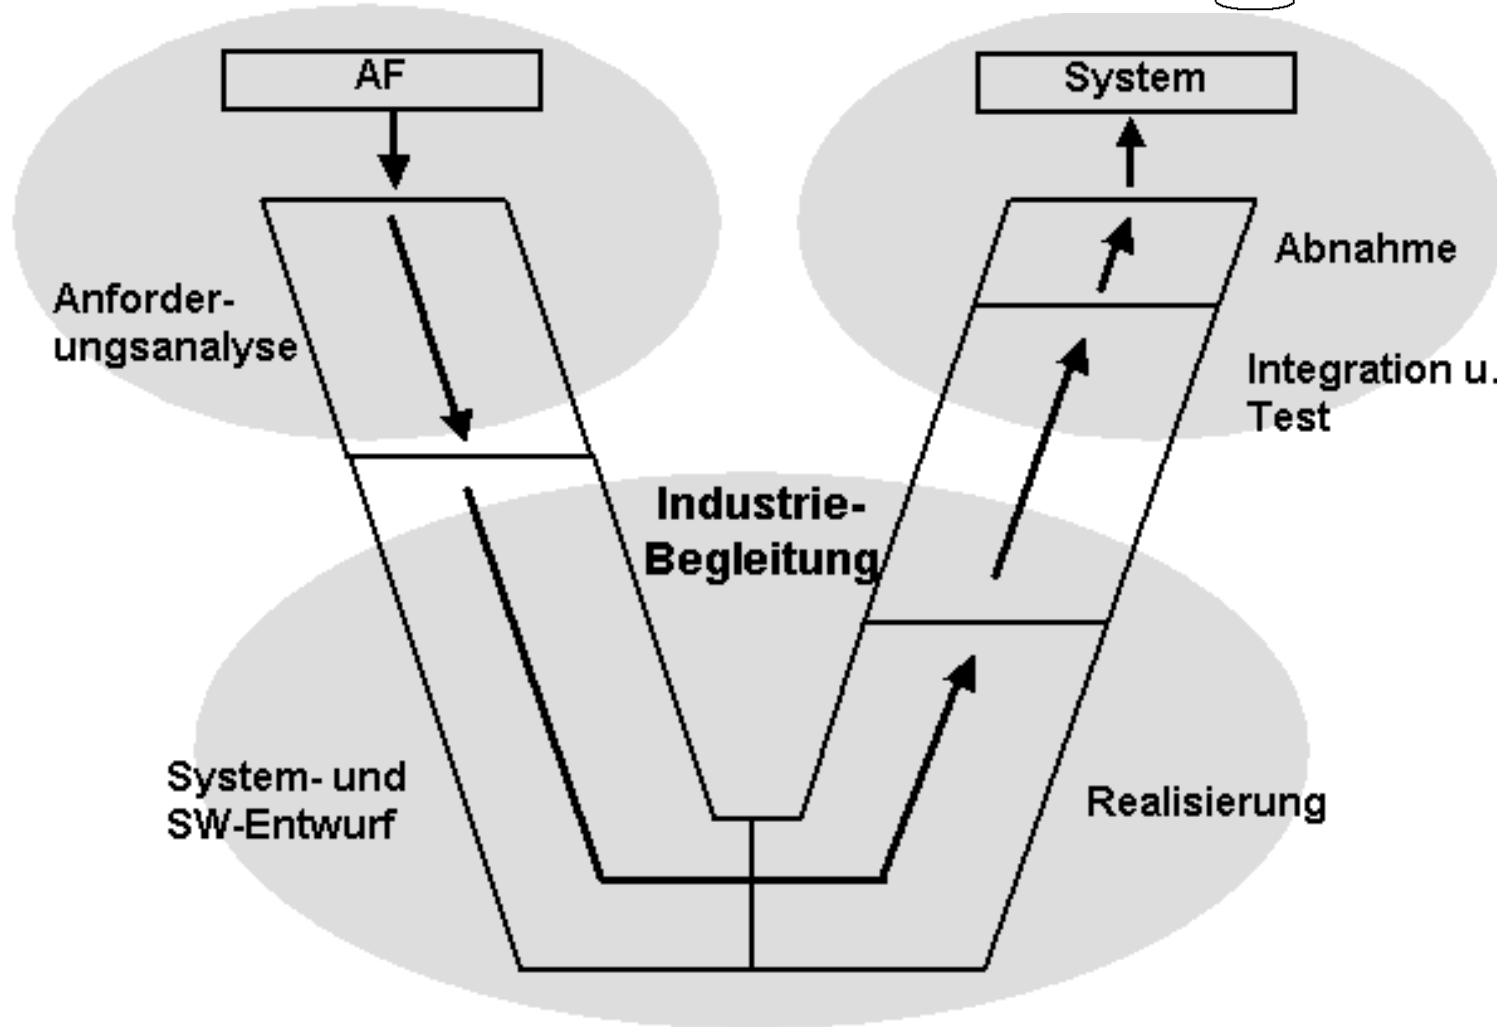 AF
System
Abnahme
Anforder-
ungsanalyse
Integration u.
Test
Industrie-
Begleitung
System- und
SW-Entwurf
Realisierung